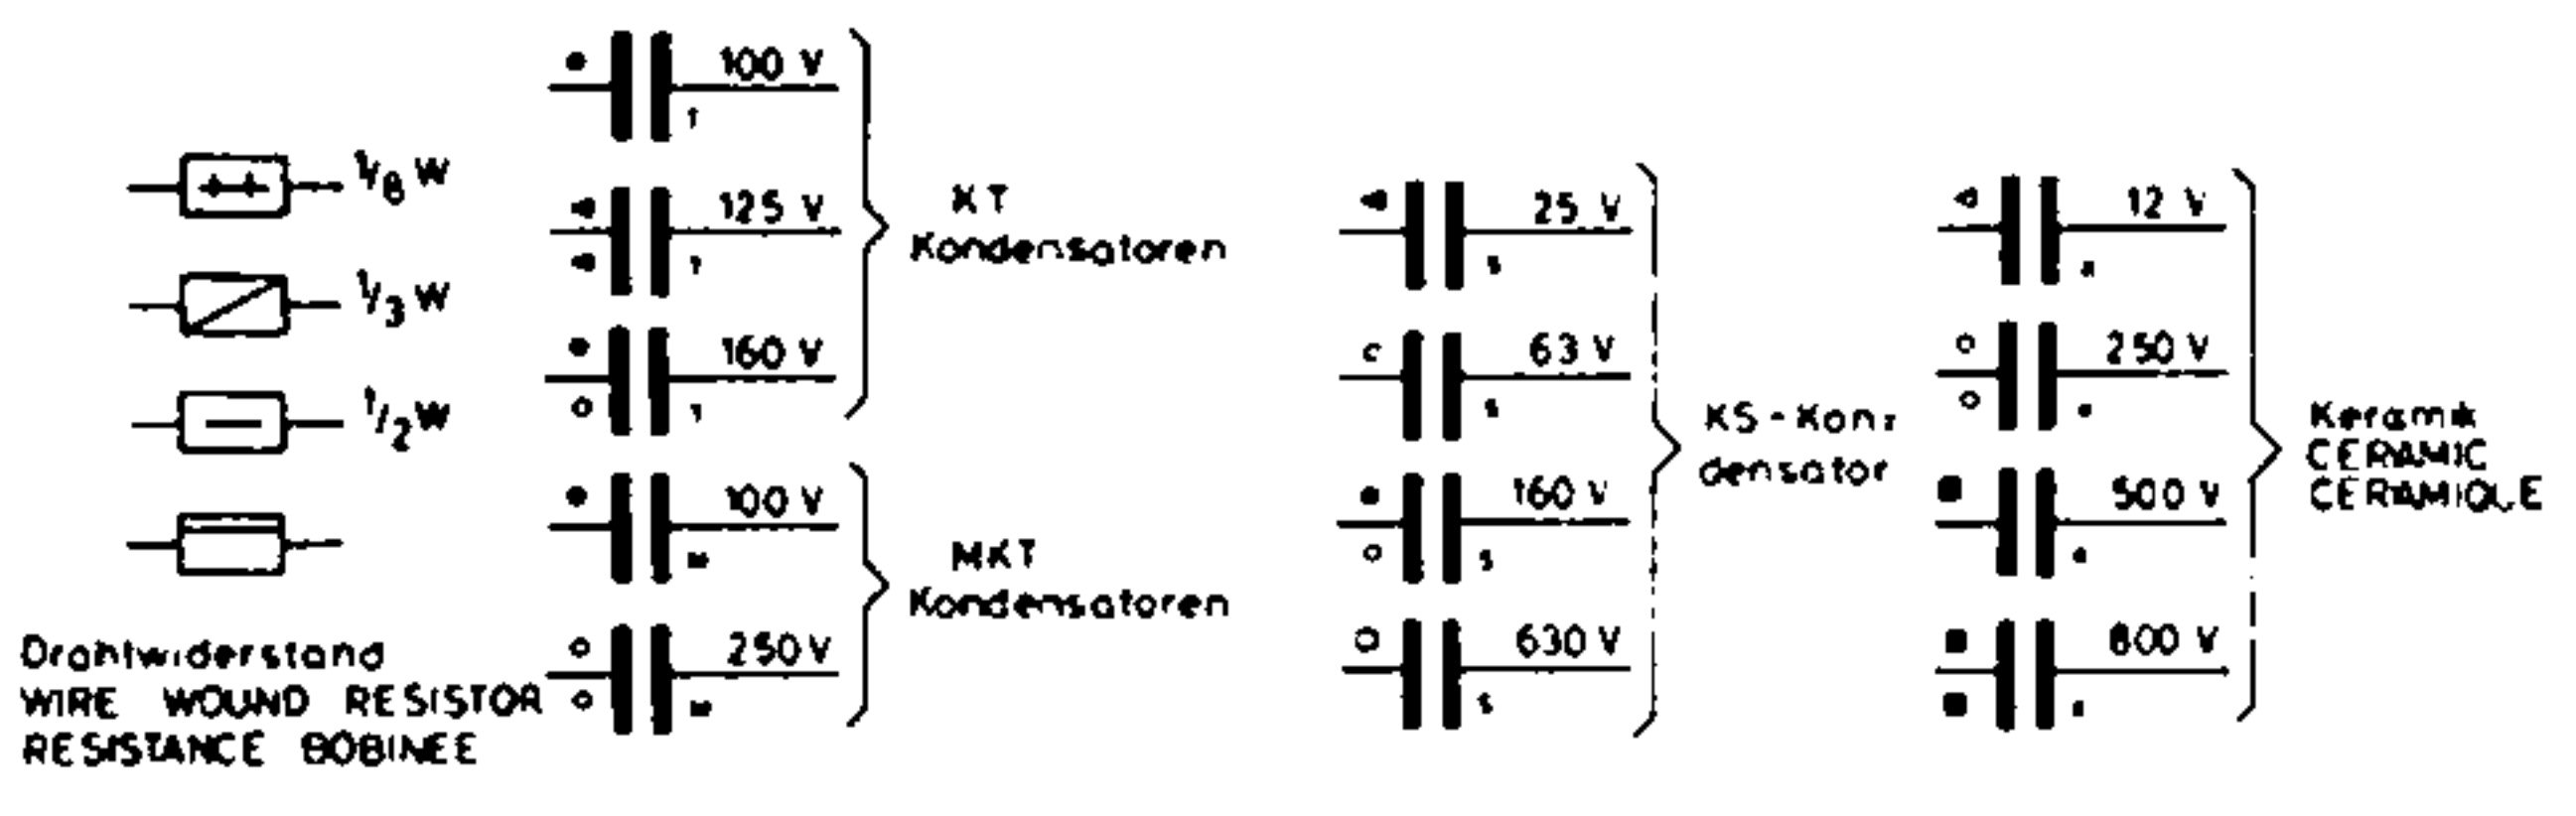 1/8 W
1/3 W
1/2 W
Drahtwiderstand
WIRE WOUND RESISTOR
RESISTANCE BOBINEE
100 V
125 V
160 V
KT
Kondensatoren
100 V
250 V
MKT
Kondensatoren
25 V
63 V
160 V
630 V
KS-Kon-
densator
12 V
250 V
500 V
800 V
Keramik
CERAMIC
CERAMIQUE